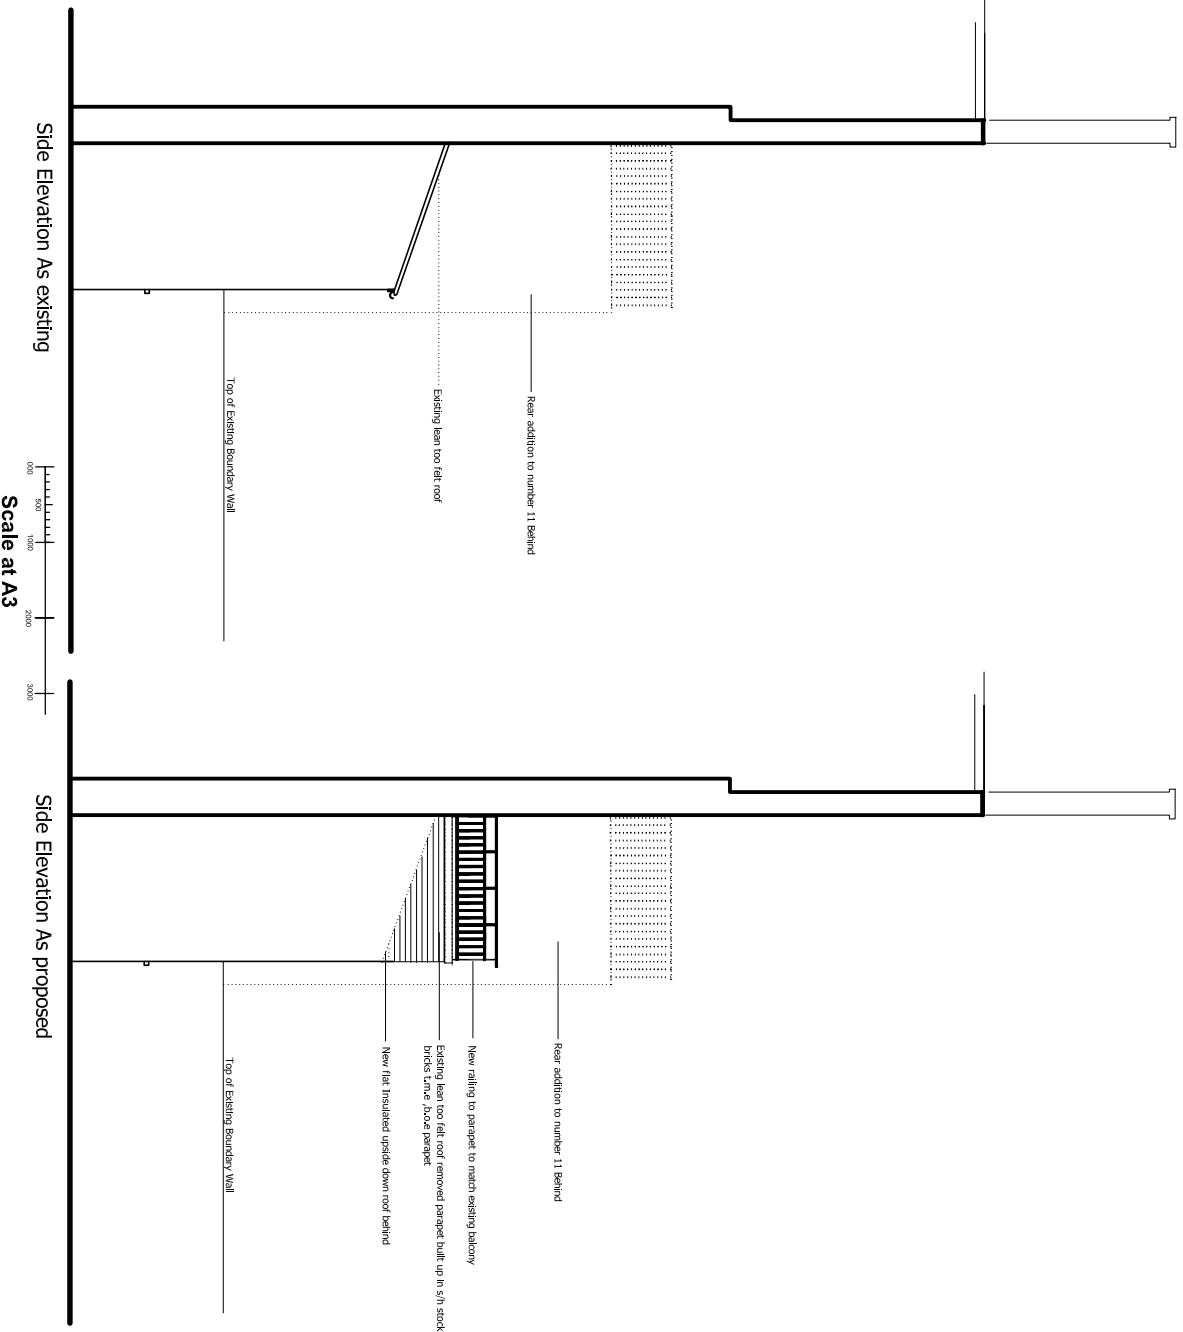 Rear addition to number 11 Behind
Existing lean too felt roof
Top of Existing Boundary Wall
000
500
1000
2000
3000
Scale at A3
Side Elevation As existing
Rear addition to number 11 Behind
New railing to parapet to match existing balcony
Existing lean too felt roof removed parapet built up in s/h stock
bricks t.m.e ,b.o.e parapet
New flat insulated upside down roof behind
Top of Existing Boundary Wall
Side Elevation As proposed